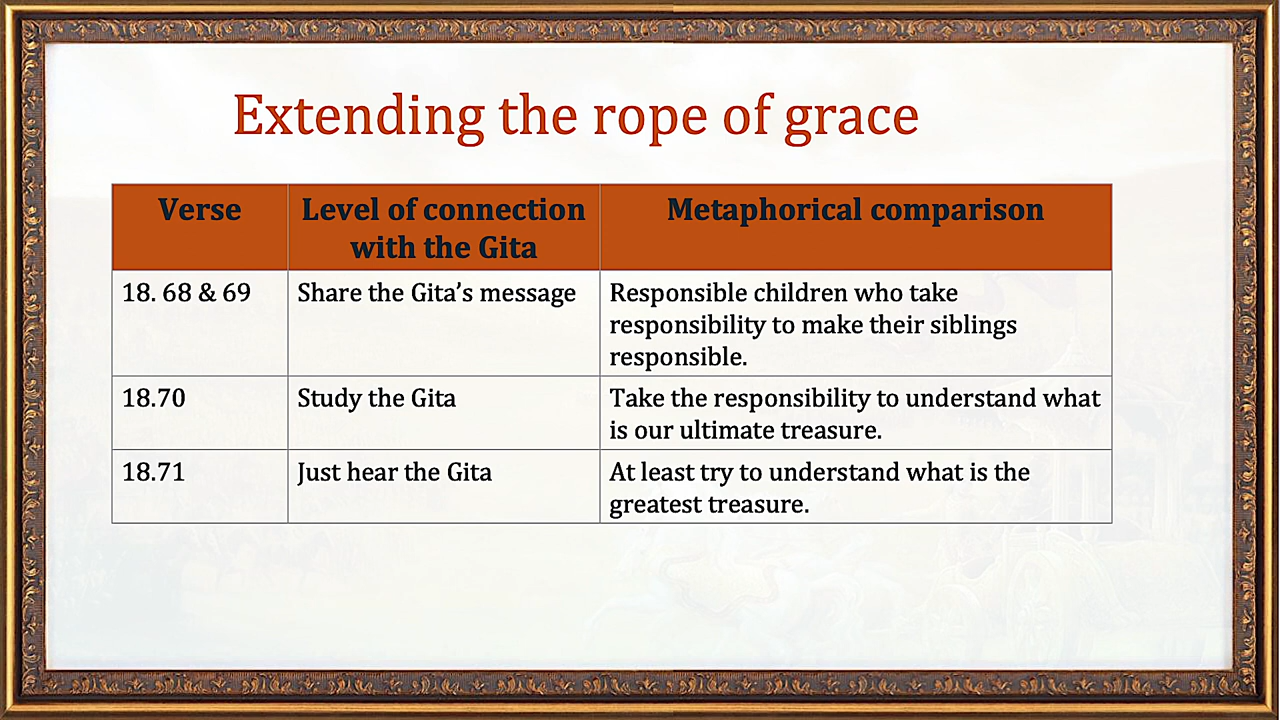 Extending the rope of grace
Verse
Level of connection
with the Gita
Metaphorical comparison
18. 68 & 69
Share the Gita’s message
Responsible children who take
responsibility to make their siblings
responsible.
18.70
Study the Gita
Take the responsibility to understand what
is our ultimate treasure.
18.71
Just hear the Gita
At least try to understand what is the
greatest treasure.